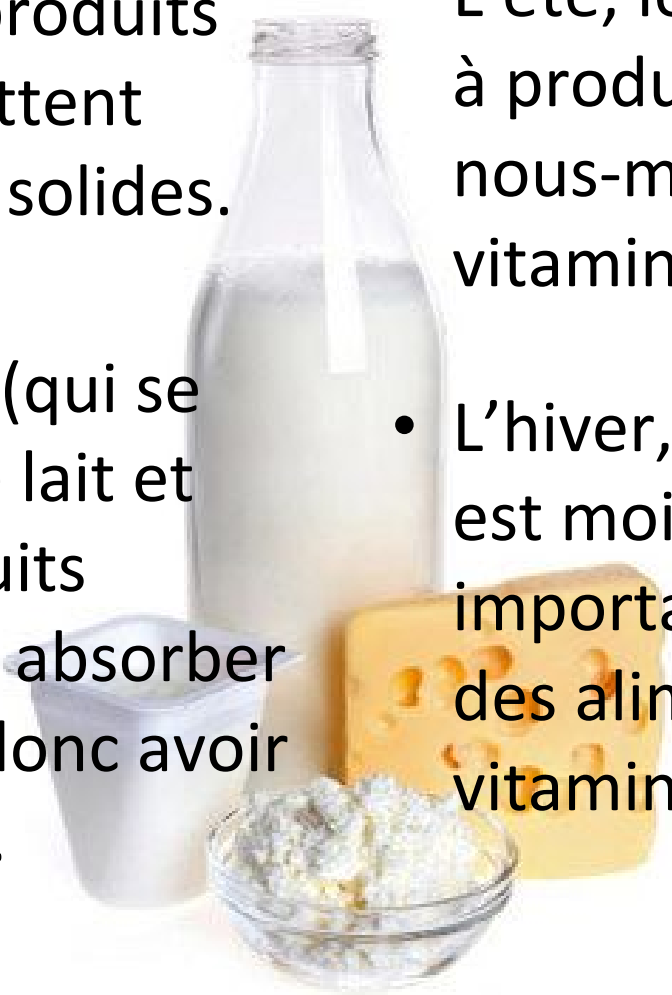 produits
ttent
solides.
(qui se
lait et
uits
absorber
donc avoir
.
L'été, l
à produ
nous-m
vitamin
• L’hiver,
est moi
importa
des alim
vitamin